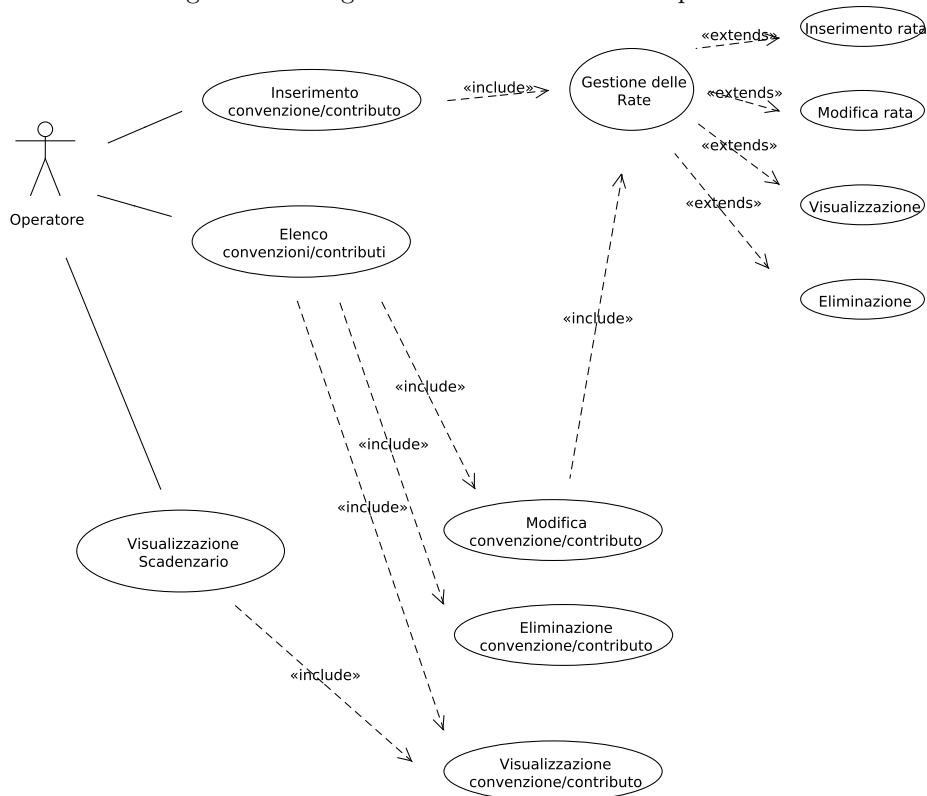 «extends»
Inserimento rata
Inserimento
convenzione/contributo
«include»
Gestione delle
Rate
«extends»
Modifica rata
«extends»
Operatore
«extends»
Visualizzazione
Elenco
convenzioni/contributi
Eliminazione
«include»
«include»
«include»
«include»
Modifica
convenzione/contributo
Visualizzazione
Scadenzario
Eliminazione
convenzione/contributo
«include»
Visualizzazione
convenzione/contributo